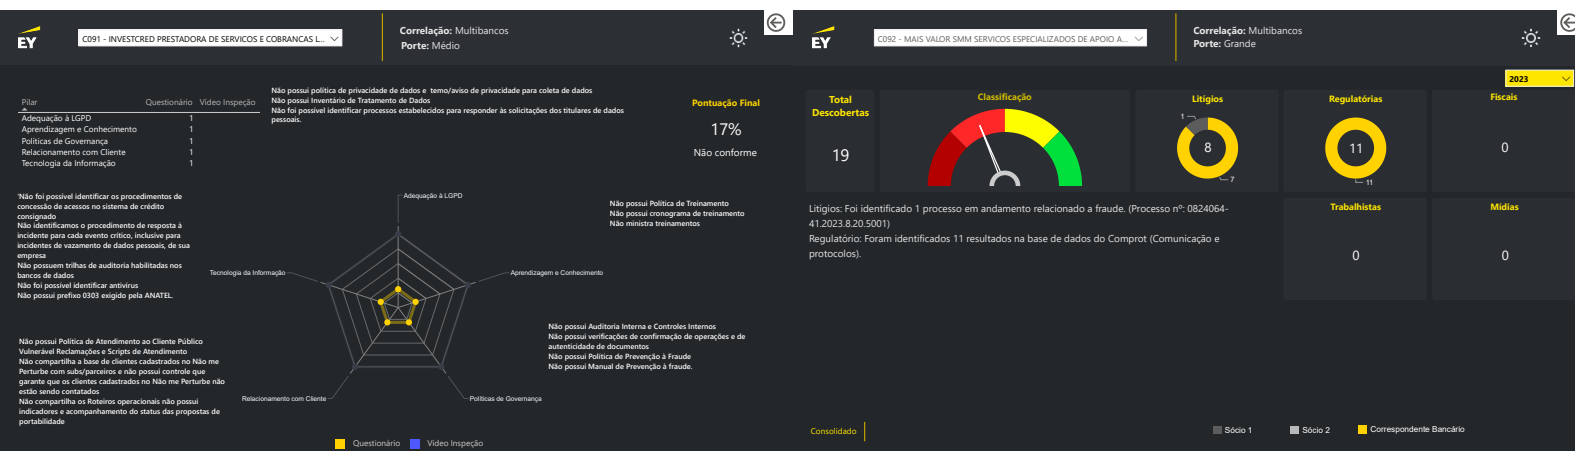 EY
C091 - INVESTCRED PRESTADORA DE SERVICOS E COBRANCAS L...
Correlação: Multibancos
Porte: Médio
Pilar Questionário Vídeo Inspeção
Adequação à LGPD 1
Aprendizagem e Conhecimento 1
Políticas de Governança 1
Relacionamento com Cliente 1
Tecnologia da Informação 1
Não possui política de privacidade de dados e temo/aviso de privacidade para coleta de dados
Não possui Inventário de Tratamento de Dados
Não foi possível identificar processos estabelecidos para responder às solicitações dos titulares de dados
pessoais.
Pontuação Final
17%
Não conforme
'Não foi possível identificar os procedimentos de
concessão de acessos no sistema de crédito
consignado
Não identificamos o procedimento de resposta à
incidente para cada evento crítico, inclusive para
incidentes de vazamento de dados pessoais, de sua
empresa
Não possuem trilhas de auditoria habilitadas nos
bancos de dados
Não foi possível identificar antivírus
Não possui prefixo 0303 exigido pela ANATEL.
Adequação à LGPD
Não possui Política de Treinamento
Não possui cronograma de treinamento
Não ministra treinamentos
Tecnologia da Informação
Aprendizagem e Conhecimento
Não possui Auditoria Interna e Controles Internos
Não possui verificações de confirmação de operações e de
autenticidade de documentos
Não possui Política de Prevenção à Fraude
Não possui Manual de Prevenção à fraude.
Não possui Política de Atendimento ao Cliente Público
Vulnerável Reclamações e Scripts de Atendimento
Não compartilha a base de clientes cadastrados no Não me
Perturbe com subs/parceiros e não possui controle que
garante que os clientes cadastrados no Não me Perturbe não
estão sendo contatados
Não compartilha os Roteiros operacionais não possui
indicadores e acompanhamento do status das propostas de
portabilidade
Relacionamento com Cliente
Políticas de Governança
Questionário Vídeo Inspeção
EY
C092 - MAIS VALOR SMM SERVICOS ESPECIALIZADOS DE APOIO A...
Correlação: Multibancos
Porte: Grande
2023
Total
Descobertas
19
Classificação
Litígios
1
8
7
Regulatórias
11
11
Fiscais
0
Litígios: Foi identificado 1 processo em andamento relacionado a fraude. (Processo nº: 0824064-
41.2023.8.20.5001)
Regulatório: Foram identificados 11 resultados na base de dados do Comprot (Comunicação e
protocolos).
Trabalhistas
0
Mídias
0
Consolidado
Sócio 1 Sócio 2 Correspondente Bancário